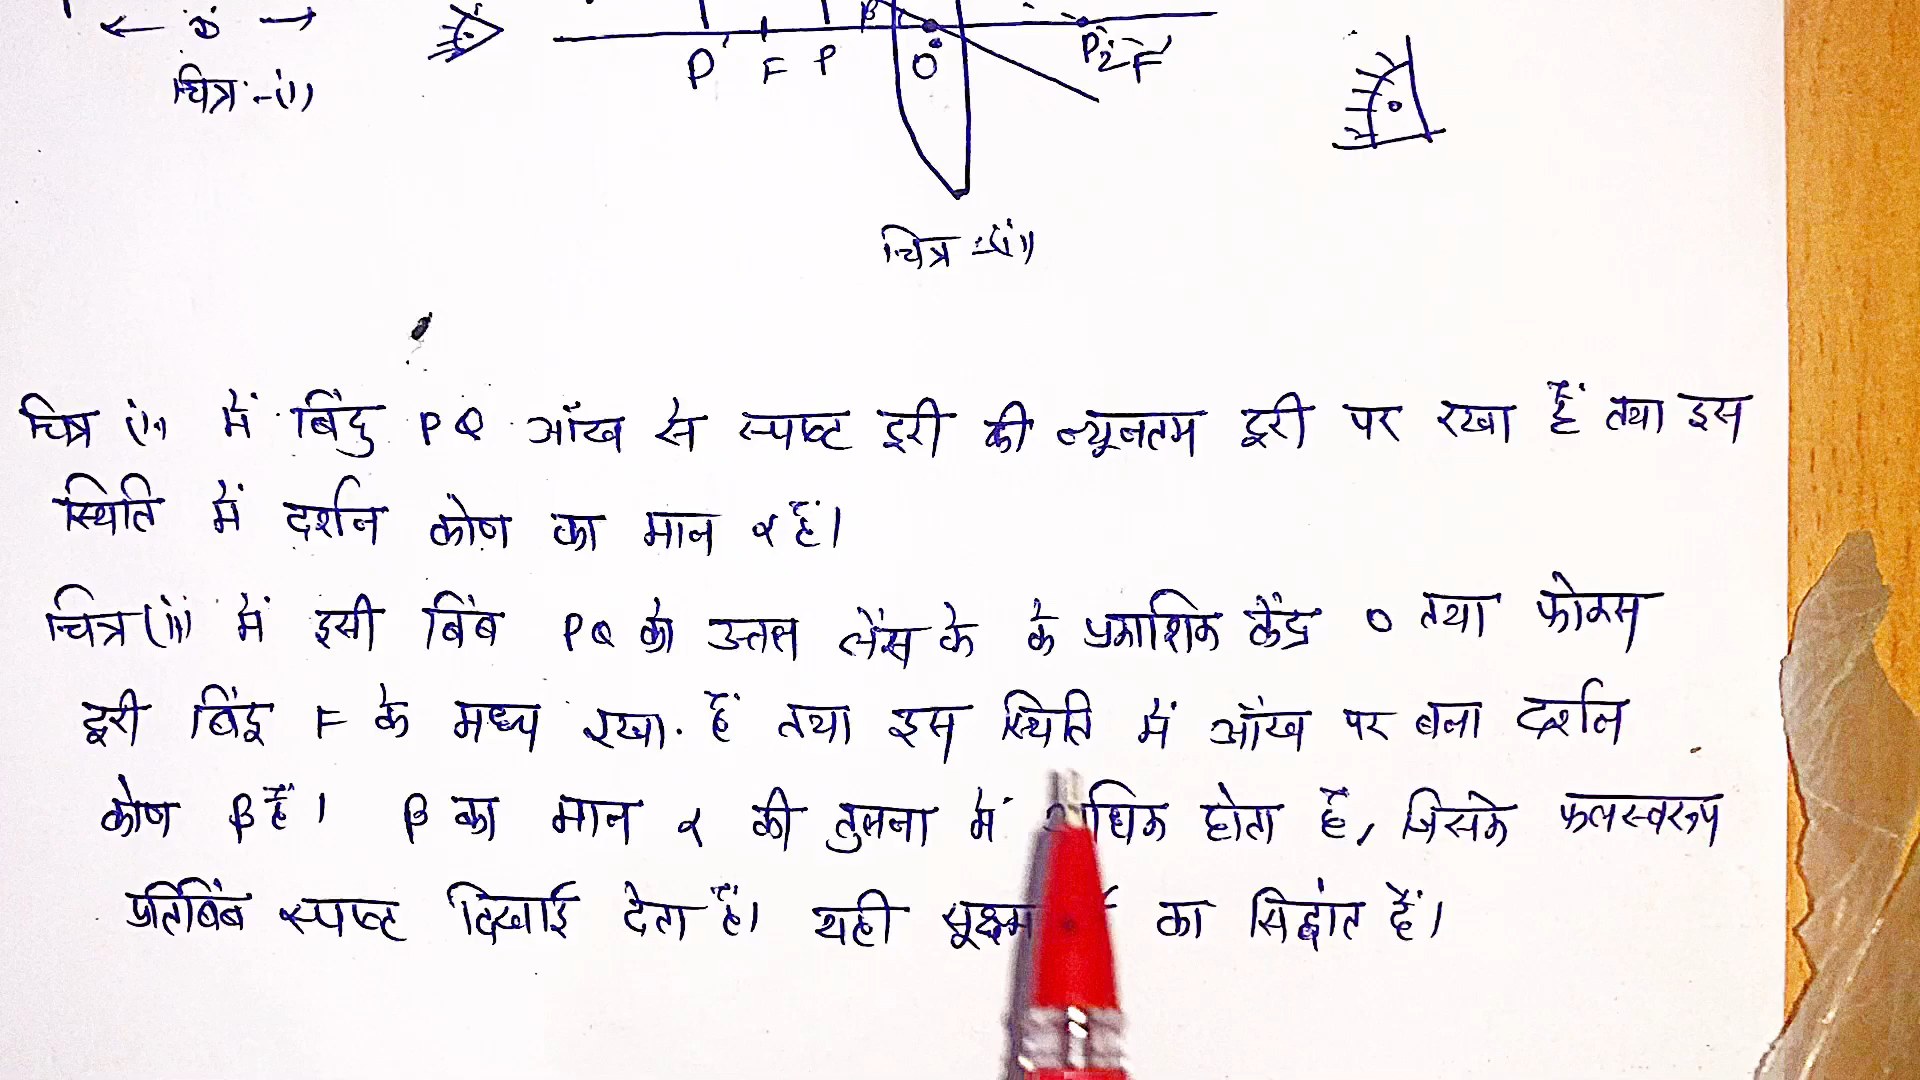 D
चित्र -(i)
P' F P β O P2 F'
चित्र (ii)
चित्र (i) में बिंदु PQ आँख से स्पष्ट दूरी की न्यूनतम दूरी पर रखा हैं तथा इस
स्थिति में दर्शन कोण का मान α हैं।
चित्र (ii) में इसी बिंब PQ को उत्तल लेंस के के प्रकाशिक केंद्र O तथा फोकस
दूरी बिंदु F के मध्य रखा हैं तथा इस स्थिति में आँख पर बना दर्शन
कोण β हैं। β का मान α की तुलना में होता है, जिसके फलस्वरूप
प्रतिबिंब स्पष्ट दिखाई देता हैं। यही सूक्ष्म का सिद्धांत हैं।